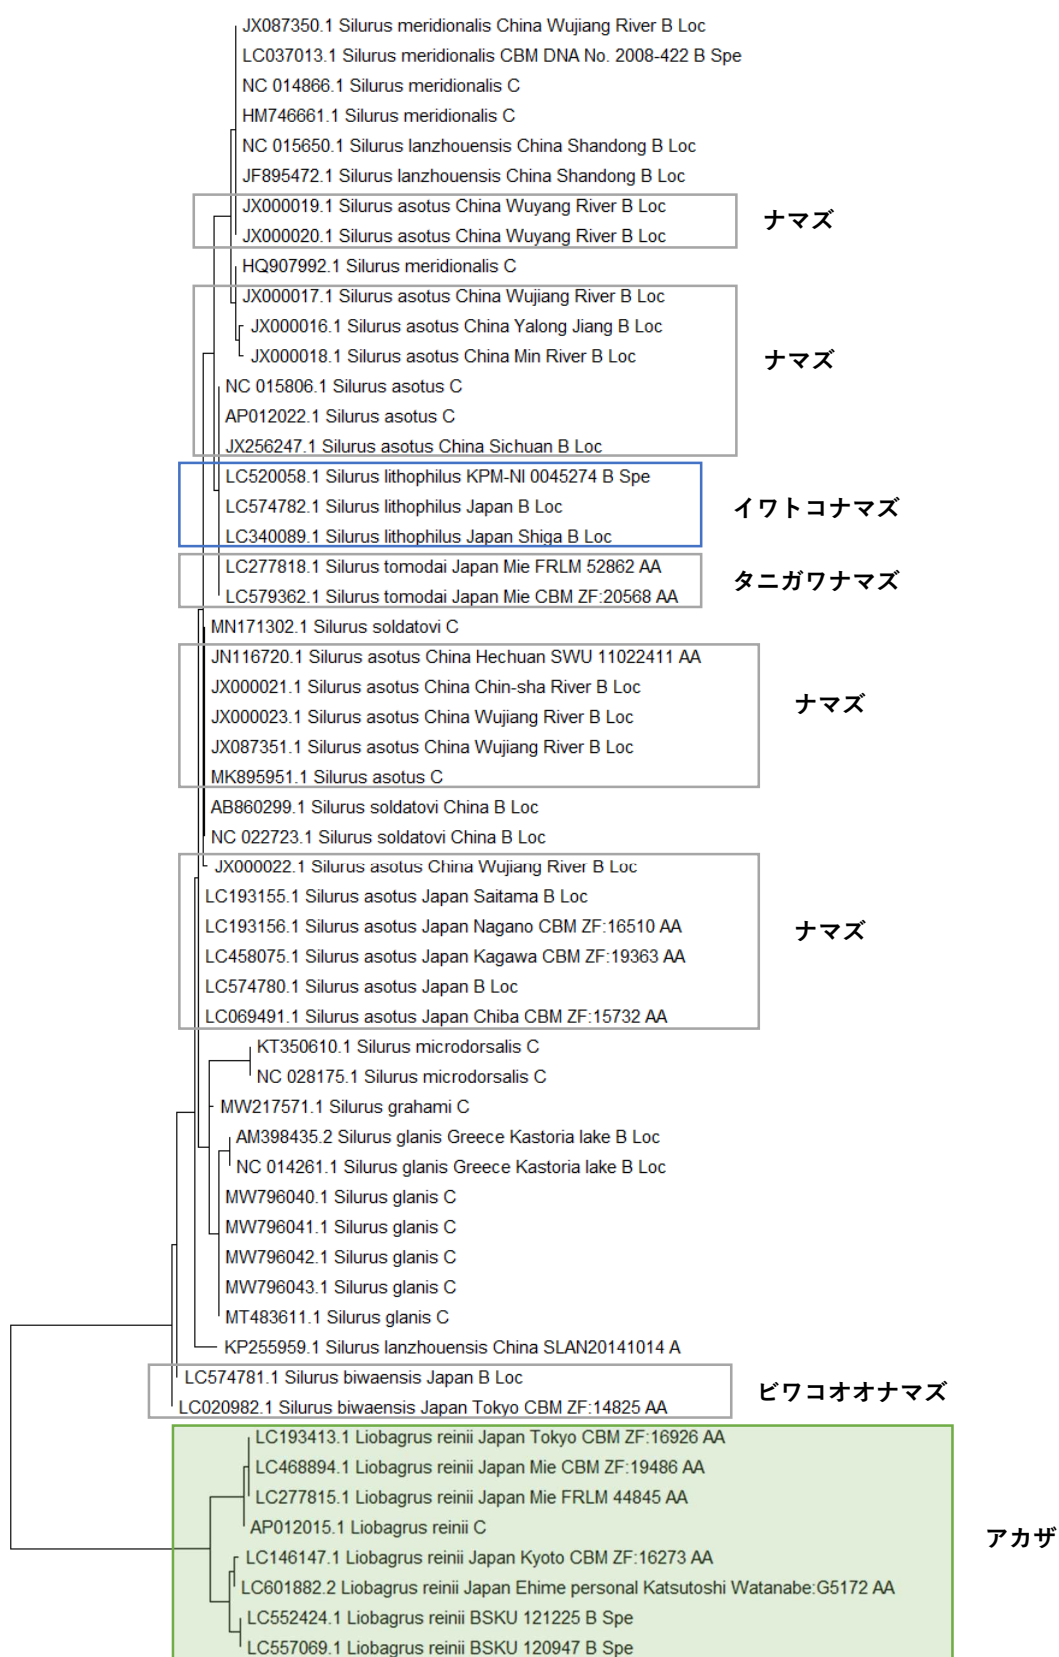 JX087350.1 Silurus meridionalis China Wujiang River B Loc
LC037013.1 Silurus meridionalis CBM DNA No. 2008-422 B Spe
NC 014866.1 Silurus meridionalis C
HM746661.1 Silurus meridionalis C
NC 015650.1 Silurus lanzhouensis China Shandong B Loc
JF895472.1 Silurus lanzhouensis China Shandong B Loc
JX000019.1 Silurus asotus China Wuyang River B Loc
ナマズ
JX000020.1 Silurus asotus China Wuyang River B Loc
HQ907992.1 Silurus meridionalis C
JX000017.1 Silurus asotus China Wujiang River B Loc
JX000016.1 Silurus asotus China Yalong Jiang B Loc
JX000018.1 Silurus asotus China Min River B Loc
ナマズ
NC 015806.1 Silurus asotus C
AP012022.1 Silurus asotus C
JX256247.1 Silurus asotus China Sichuan B Loc
LC520058.1 Silurus lithophilus KPM-NI 0045274 B Spe
LC574782.1 Silurus lithophilus Japan B Loc
イワトコナマズ
LC340089.1 Silurus lithophilus Japan Shiga B Loc
LC277818.1 Silurus tomodai Japan Mie FRLM 52862 AA
タニガワナマズ
LC579362.1 Silurus tomodai Japan Mie CBM ZF:20568 AA
MN171302.1 Silurus soldatovi C
JN116720.1 Silurus asotus China Hechuan SWU 11022411 AA
JX000021.1 Silurus asotus China Chin-sha River B Loc
ナマズ
JX000023.1 Silurus asotus China Wujiang River B Loc
JX087351.1 Silurus asotus China Wujiang River B Loc
MK895951.1 Silurus asotus C
AB860299.1 Silurus soldatovi China B Loc
NC 022723.1 Silurus soldatovi China B Loc
JX000022.1 Silurus asotus China Wujiang River B Loc
LC193155.1 Silurus asotus Japan Saitama B Loc
LC193156.1 Silurus asotus Japan Nagano CBM ZF:16510 AA
ナマズ
LC458075.1 Silurus asotus Japan Kagawa CBM ZF:19363 AA
LC574780.1 Silurus asotus Japan B Loc
LC069491.1 Silurus asotus Japan Chiba CBM ZF:15732 AA
KT350610.1 Silurus microdorsalis C
NC 028175.1 Silurus microdorsalis C
MW217571.1 Silurus grahami C
AM398435.2 Silurus glanis Greece Kastoria lake B Loc
NC 014261.1 Silurus glanis Greece Kastoria lake B Loc
MW796040.1 Silurus glanis C
MW796041.1 Silurus glanis C
MW796042.1 Silurus glanis C
MW796043.1 Silurus glanis C
MT483611.1 Silurus glanis C
KP255959.1 Silurus lanzhouensis China SLAN20141014 A
LC574781.1 Silurus biwaensis Japan B Loc
ビワコオオナマズ
LC020982.1 Silurus biwaensis Japan Tokyo CBM ZF:14825 AA
LC193413.1 Liobagrus reinii Japan Tokyo CBM ZF:16926 AA
LC468894.1 Liobagrus reinii Japan Mie CBM ZF:19486 AA
LC277815.1 Liobagrus reinii Japan Mie FRLM 44845 AA
AP012015.1 Liobagrus reinii C
アカザ
LC146147.1 Liobagrus reinii Japan Kyoto CBM ZF:16273 AA
LC601882.2 Liobagrus reinii Japan Ehime personal Katsutoshi Watanabe:G5172 AA
LC552424.1 Liobagrus reinii BSKU 121225 B Spe
LC557069.1 Liobagrus reinii BSKU 120947 B Spe